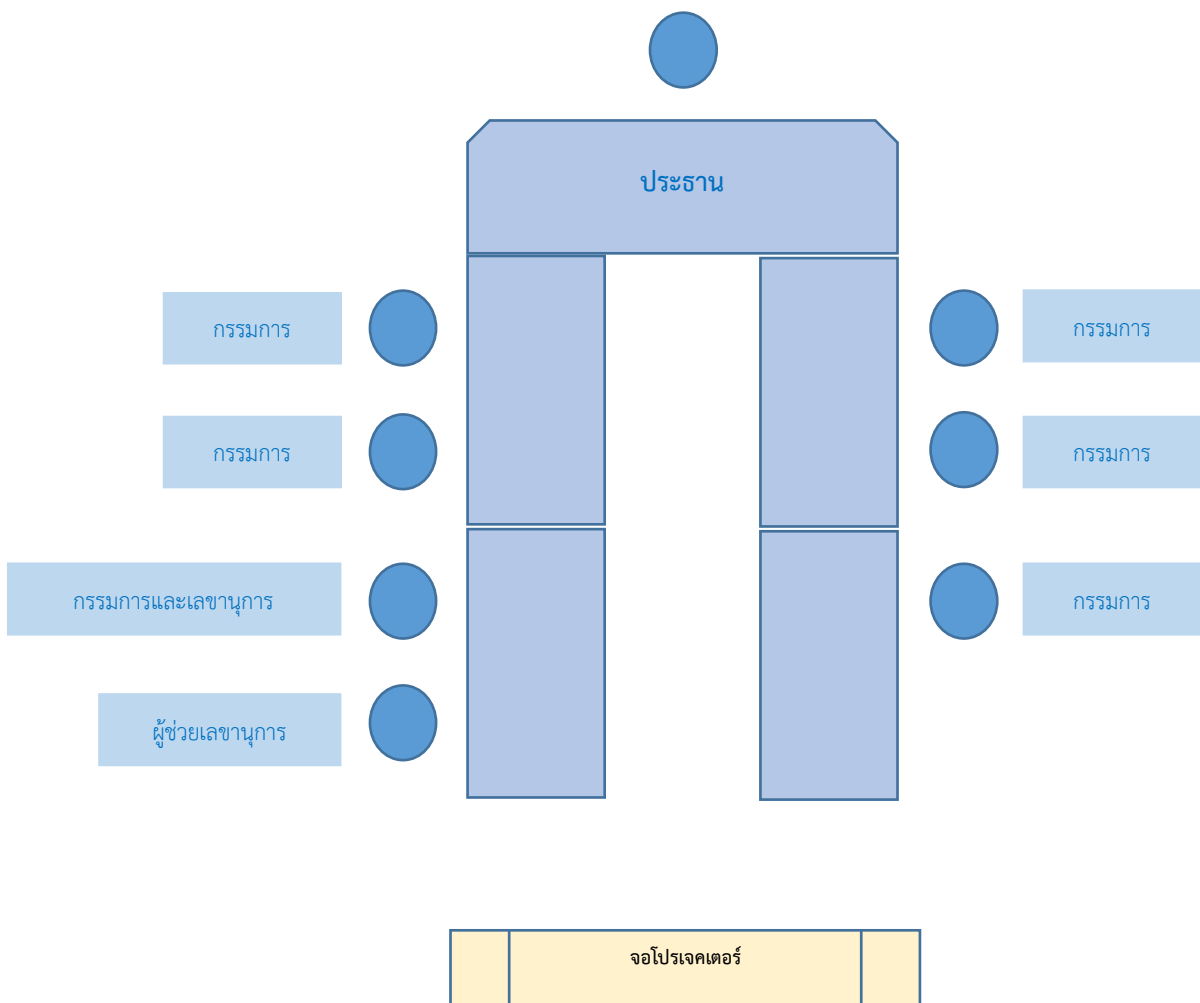 ประธาน
กรรมการ
กรรมการ
กรรมการ
กรรมการ
กรรมการและเลขานุการ
กรรมการ
ผู้ช่วยเลขานุการ
จอโปรเจคเตอร์